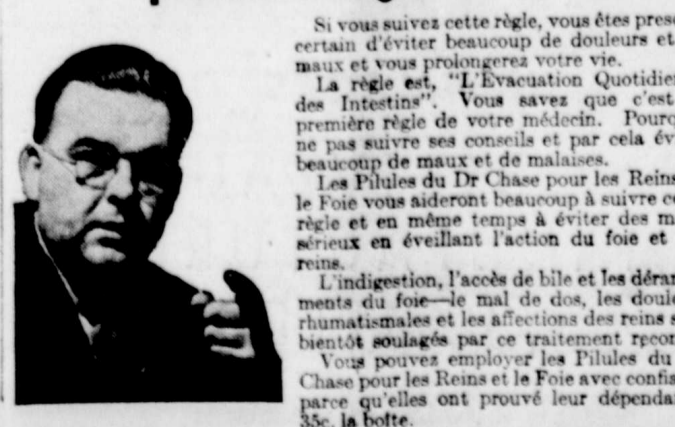 Si vous suivez cette règle, vous êtes pres
certain d'éviter beaucoup de douleurs et
maux et vous prolongerez votre vie.
La règle est, "L'Evacuation Quotidie
des Intestins". Vous savez que c'est
première règle de votre médecin. Pourq
ne pas suivre ses conseils et par cela év
beaucoup de maux et de malaises.
Les Pilules du Dr Chase pour les Reins
le Foie vous aideront beaucoup à suivre c
règle et en même temps à éviter des m
sérieux en éveillant l'action du foie et
reins.
L'indigestion, l'accès de bile et les déran
ments du foie—le mal de dos, les doule
rhumatismales et les affections des reins s
bientôt soulagés par ce traitement recon
Vous pouvez employer les Pilules du
Chase pour les Reins et le Foie avec confia
parce qu'elles ont prouvé leur dépenda
35c. la boîte.